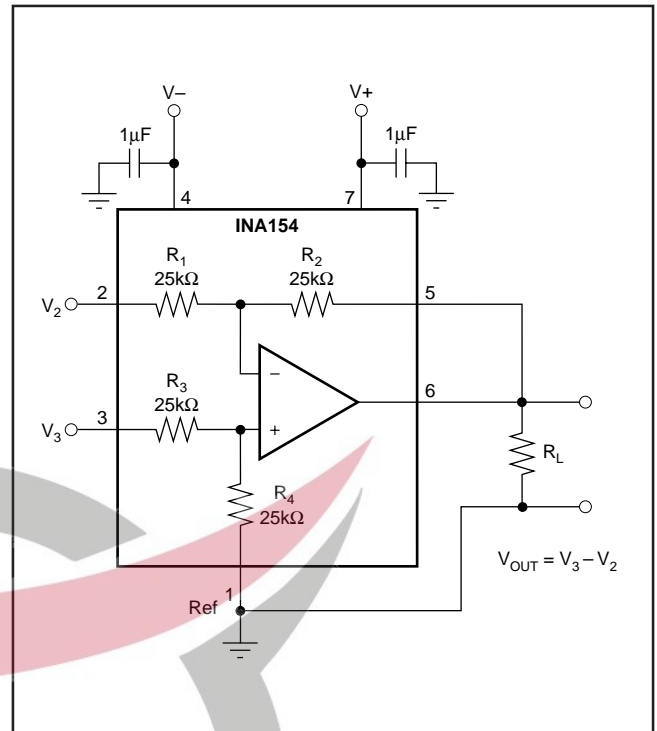 V–
V+
1µF
1µF
4
7
INA154
R1
25kΩ
R2
25kΩ
V2
2
5
–
R3
25kΩ
6
V3
3
+
RL
R4
25kΩ
VOUT = V3 – V2
Ref
1